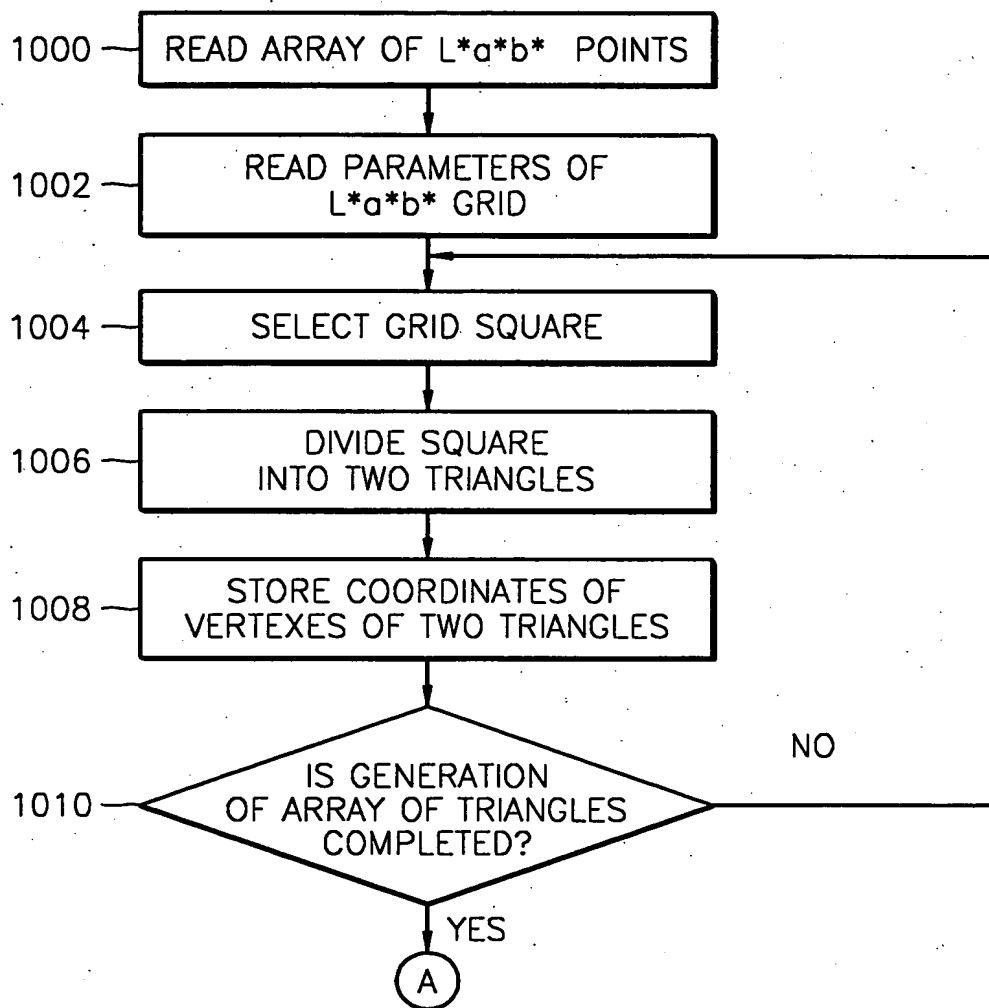 1000 READ ARRAY OF L*a*b* POINTS
1002 READ PARAMETERS OF
L*a*b* GRID
1004 SELECT GRID SQUARE
1006 DIVIDE SQUARE
INTO TWO TRIANGLES
1008 STORE COORDINATES OF
VERTEXES OF TWO TRIANGLES
NO
1010 IS GENERATION
OF ARRAY OF TRIANGLES
COMPLETED?
YES
A